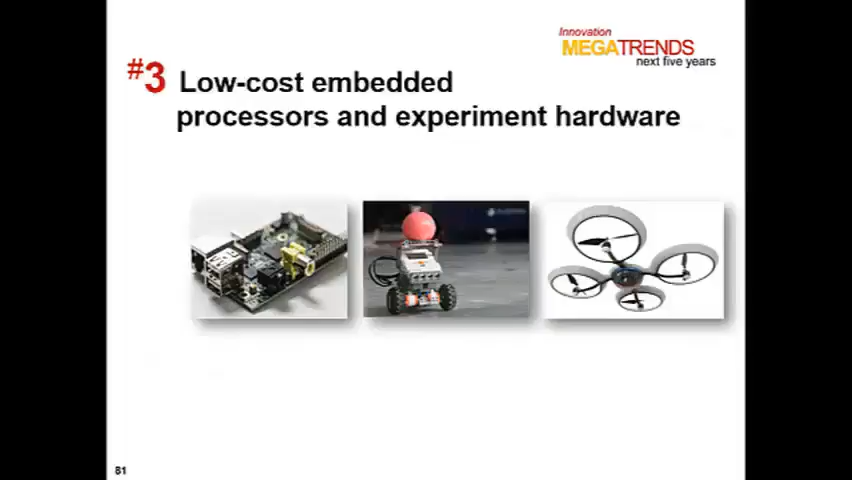 Innovation
MEGATRENDS
next five years
#3 Low-cost embedded
processors and experiment hardware
81